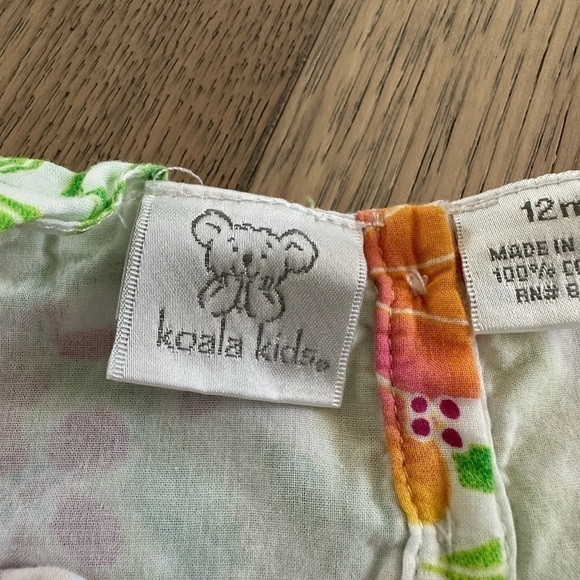 koala kids®
12m
MADE IN
100% CO
RN# 8